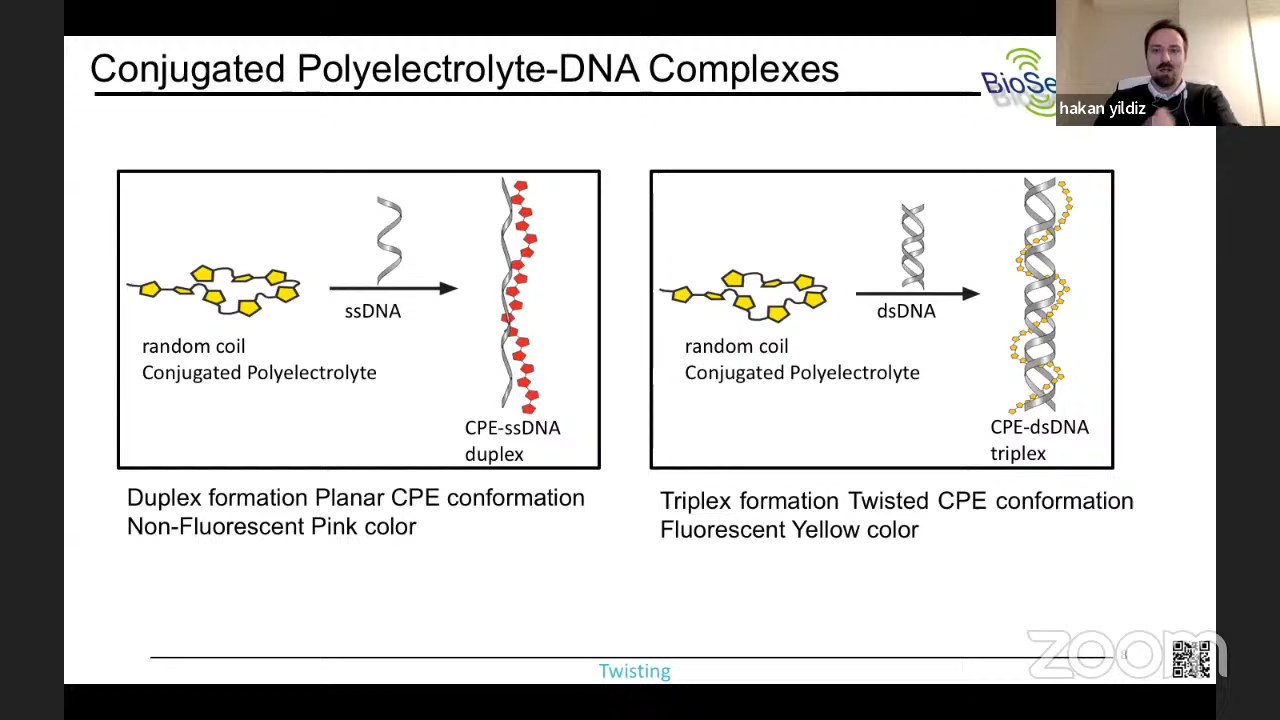 Conjugated Polyelectrolyte-DNA Complexes
BioSe
hakan yildiz
ssDNA
random coil
Conjugated Polyelectrolyte
CPE-ssDNA
duplex
dsDNA
random coil
Conjugated Polyelectrolyte
CPE-dsDNA
triplex
Duplex formation Planar CPE conformation
Non-Fluorescent Pink color
Triplex formation Twisted CPE conformation
Fluorescent Yellow color
Twisting
8
zoom